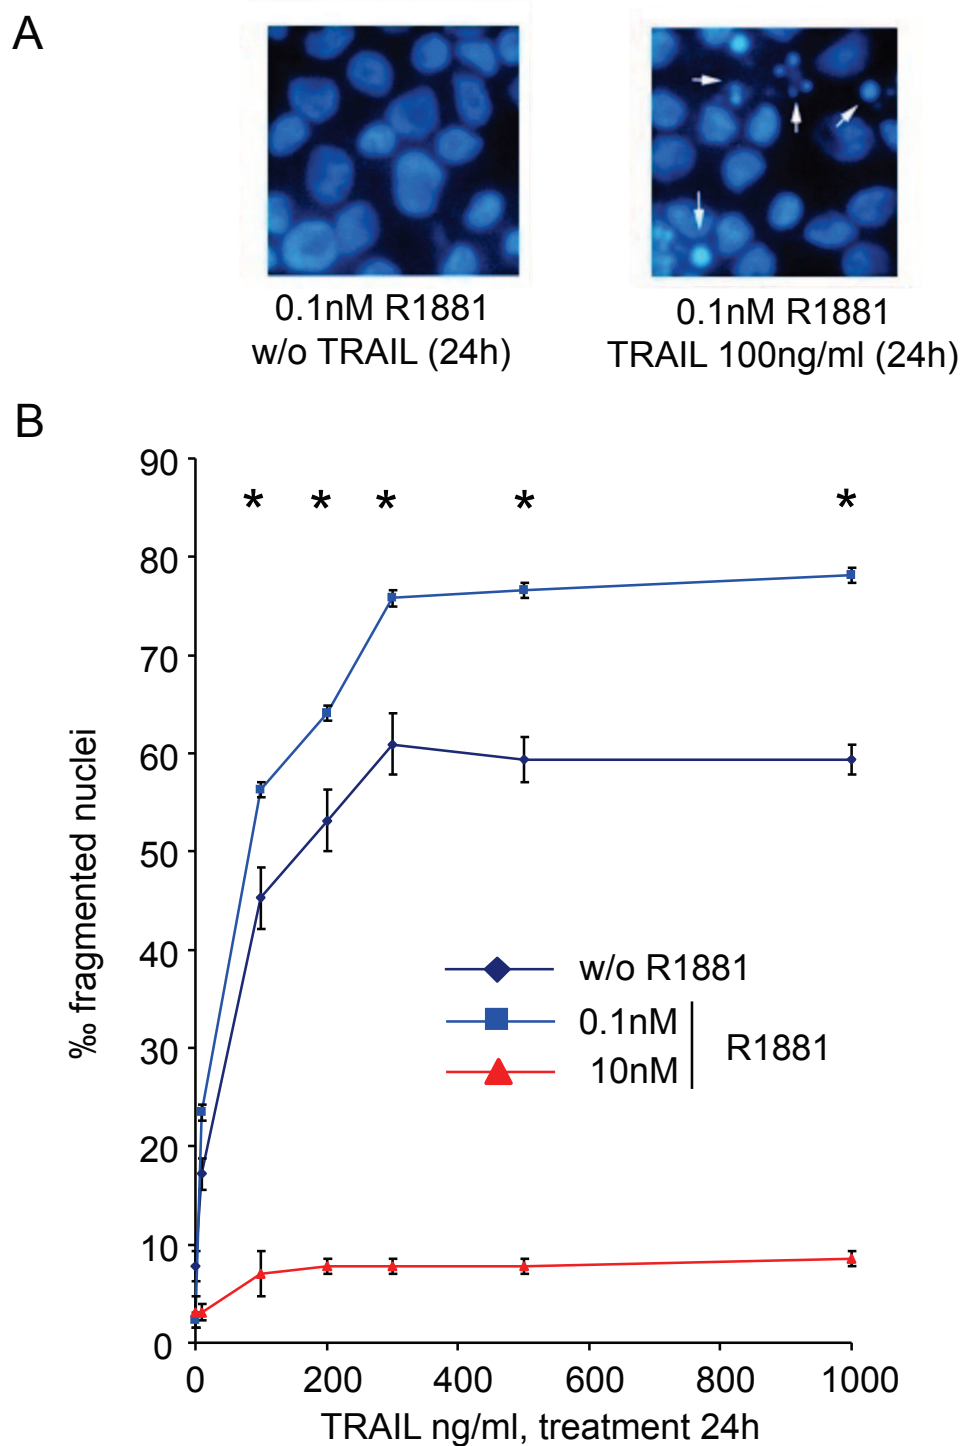 A
0.1nM R1881
w/o TRAIL (24h)
0.1nM R1881
TRAIL 100ng/ml (24h)
B
90
80
70
60
50
40
30
20
10
0
* * * * *
‰ fragmented nuclei
w/o R1881
0.1nM
10nM
R1881
0 200 400 600 800 1000
TRAIL ng/ml, treatment 24h